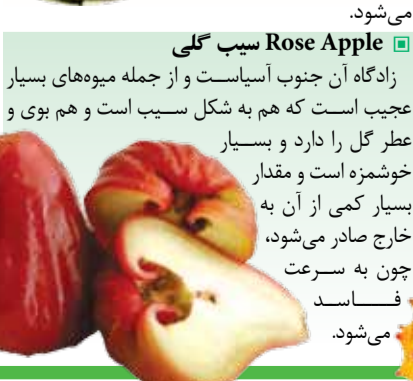 می‌شود.
Rose Apple سیب گلی
زادگاه آن جنوب آسیاست و از جمله میوه‌های بسیار
عجیب است که هم به شکل سیب است و هم بوی و
عطر گل را دارد و بسیار
خوشمزه است و مقدار
بسیار کمی از آن به
خارج صادر می‌شود،
چون به سرعت
فاسد
می‌شود.